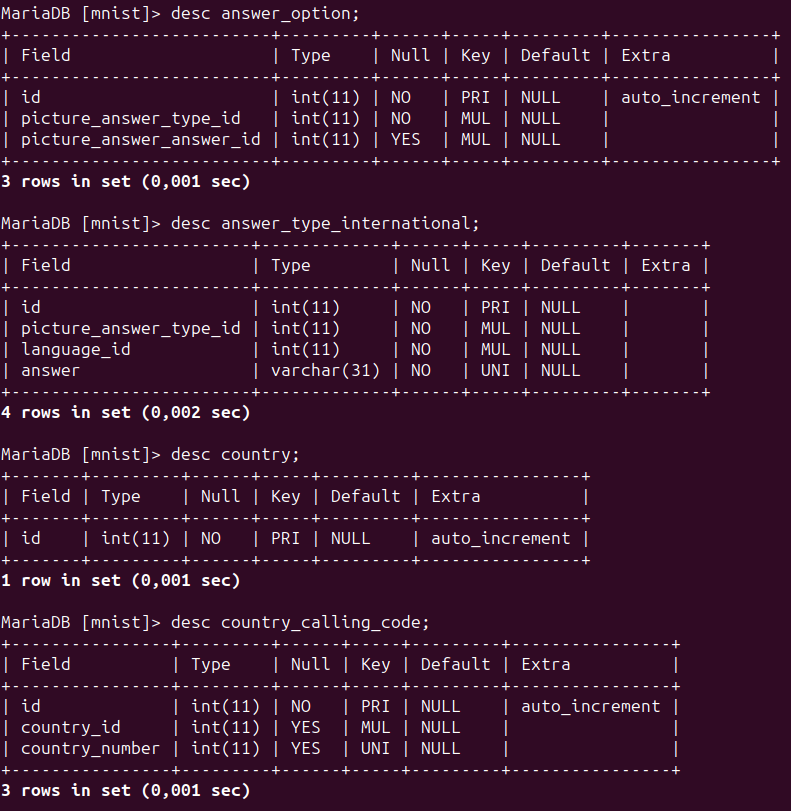 MariaDB [mnist]> desc answer_option;
+--------------------------+---------+------+-----+---------+----------------+
| Field                    | Type    | Null | Key | Default | Extra          |
+--------------------------+---------+------+-----+---------+----------------+
| id                       | int(11) | NO   | PRI | NULL    | auto_increment |
| picture_answer_type_id   | int(11) | NO   | MUL | NULL    |                |
| picture_answer_answer_id | int(11) | YES  | MUL | NULL    |                |
+--------------------------+---------+------+-----+---------+----------------+
3 rows in set (0,001 sec)

MariaDB [mnist]> desc answer_type_international;
+------------------------+-------------+------+-----+---------+-------+
| Field                  | Type        | Null | Key | Default | Extra |
+------------------------+-------------+------+-----+---------+-------+
| id                     | int(11)     | NO   | PRI | NULL    |       |
| picture_answer_type_id | int(11)     | NO   | MUL | NULL    |       |
| language_id            | int(11)     | NO   | MUL | NULL    |       |
| answer                 | varchar(31) | NO   | UNI | NULL    |       |
+------------------------+-------------+------+-----+---------+-------+
4 rows in set (0,002 sec)

MariaDB [mnist]> desc country;
+-------+---------+------+-----+---------+----------------+
| Field | Type    | Null | Key | Default | Extra          |
+-------+---------+------+-----+---------+----------------+
| id    | int(11) | NO   | PRI | NULL    | auto_increment |
+-------+---------+------+-----+---------+----------------+
1 row in set (0,001 sec)

MariaDB [mnist]> desc country_calling_code;
+----------------+---------+------+-----+---------+----------------+
| Field          | Type    | Null | Key | Default | Extra          |
+----------------+---------+------+-----+---------+----------------+
| id             | int(11) | NO   | PRI | NULL    | auto_increment |
| country_id     | int(11) | YES  | MUL | NULL    |                |
| country_number | int(11) | YES  | UNI | NULL    |                |
+----------------+---------+------+-----+---------+----------------+
3 rows in set (0,001 sec)